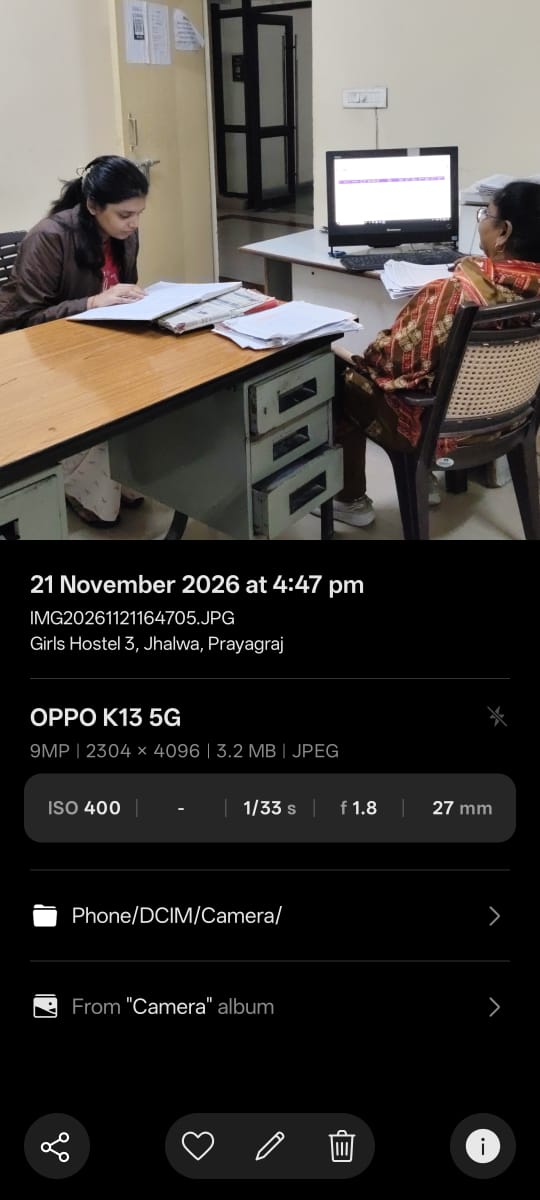 21 November 2026 at 4:47 pm
IMG20261121164705.JPG
Girls Hostel 3, Jhalwa, Prayagraj
OPPO K13 5G
9MP | 2304 × 4096 | 3.2 MB | JPEG
ISO 400 | - | 1/33 s | f 1.8 | 27 mm
Phone/DCIM/Camera/
From "Camera" album